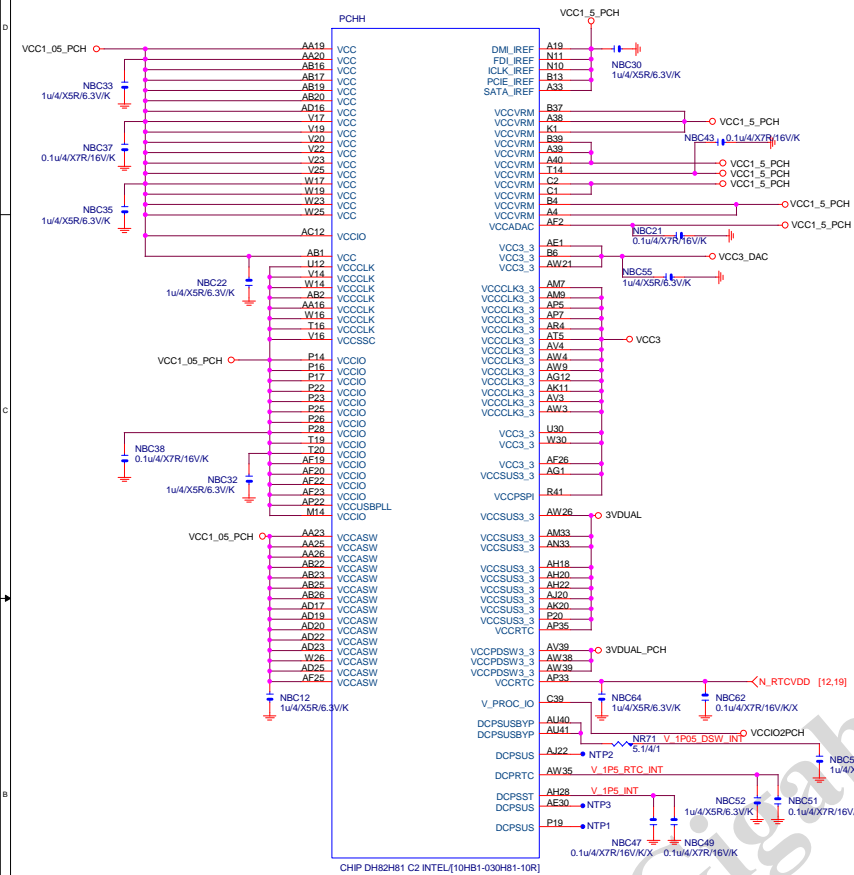 PCHH
VCC1_5_PCH
D
VCC1_05_PCH
AA19 VCC
AA20 VCC
AB16 VCC
AB17 VCC
AB19 VCC
AB20 VCC
AD16 VCC
V17 VCC
V19 VCC
V20 VCC
V22 VCC
V23 VCC
V25 VCC
W17 VCC
W19 VCC
W23 VCC
W25 VCC
AC12 VCCIO
AB1 VCC
U12 VCCCLK
V14 VCCCLK
W14 VCCCLK
AB2 VCCCLK
AA16 VCCCLK
W16 VCCCLK
T16 VCCCLK
V16 VCCSSC
P14 VCCIO
P16 VCCIO
P17 VCCIO
P22 VCCIO
P23 VCCIO
P25 VCCIO
P26 VCCIO
P28 VCCIO
T19 VCCIO
T20 VCCIO
AF19 VCCIO
AF20 VCCIO
AF22 VCCIO
AF23 VCCIO
AP22 VCCUSBPLL
M14 VCCIO
AA23 VCCASW
AA25 VCCASW
AA26 VCCASW
AB22 VCCASW
AB23 VCCASW
AB25 VCCASW
AB26 VCCASW
AD17 VCCASW
AD19 VCCASW
AD20 VCCASW
AD22 VCCASW
AD23 VCCASW
W26 VCCASW
AD25 VCCASW
AF25 VCCASW
NBC33
1u/4/X5R/6.3V/K
NBC37
0.1u/4/X7R/16V/K
NBC35
1u/4/X5R/6.3V/K
NBC22
1u/4/X5R/6.3V/K
VCC1_05_PCH
C
NBC38
0.1u/4/X7R/16V/K
NBC32
1u/4/X5R/6.3V/K
VCC1_05_PCH
NBC12
1u/4/X5R/6.3V/K
B
DMI_IREF A19
FDI_IREF N11
ICLK_IREF N10
PCIE_IREF B13
SATA_IREF A33
NBC30
1u/4/X5R/6.3V/K
VCCVRM B37
VCCVRM A38
VCCVRM K1
VCCVRM B39
VCCVRM A39
VCCVRM A40
VCCVRM T14
VCCVRM C2
VCCVRM C1
VCCVRM B4
VCCVRM A4
VCCADAC AF2
VCC1_5_PCH
NBC43 0.1u/4/X7R/16V/K
VCC1_5_PCH
VCC1_5_PCH
VCC1_5_PCH
VCC1_5_PCH
VCC1_5_PCH
NBC21
0.1u/4/X7R/16V/K
VCC3_3 AE1
VCC3_3 B6
VCC3_3 AW21
VCC3_DAC
NBC55
1u/4/X5R/6.3V/K
VCCCLK3_3 AM7
VCCCLK3_3 AM9
VCCCLK3_3 AP5
VCCCLK3_3 AP7
VCCCLK3_3 AR4
VCCCLK3_3 AT5
VCCCLK3_3 AV4
VCCCLK3_3 AW4
VCCCLK3_3 AW9
VCCCLK3_3 AG12
VCCCLK3_3 AK11
VCCCLK3_3 AV3
VCCCLK3_3 AW3
VCC3
VCC3_3 U30
VCC3_3 W30
VCC3_3 AF26
VCCSUS3_3 AG1
VCCPSPI R41
VCCSUS3_3 AW26
3VDUAL
VCCSUS3_3 AM33
VCCSUS3_3 AN33
VCCSUS3_3 AH18
VCCSUS3_3 AH20
VCCSUS3_3 AH22
VCCSUS3_3 AJ20
VCCSUS3_3 AK20
VCCSUS3_3 P20
VCCRTC AP35
VCCPDSW3_3 AV39
VCCPDSW3_3 AW38
VCCPDSW3_3 AW39
3VDUAL_PCH
VCCRTC AP33
N_RTCVDD [12,19]
V_PROC_IO C39
NBC64
1u/4/X5R/6.3V/K
NBC62
0.1u/4/X7R/16V/K/X
VCCIO2PCH
DCPSUSBYP AU40
DCPSUSBYP AU41
NR71 V_1P05_DSW_INT
5.1/4/1
NBC5
1u/4/X
DCPSUS AJ22 NTP2
DCPRTC AW35 V_1P5_RTC_INT
NBC52
1u/4/X5R/6.3V/K
NBC51
0.1u/4/X7R/16V/
DCPSST AH28 V_1P5_INT
DCPSUS AE30 NTP3
DCPSUS P19 NTP1
NBC47
0.1u/4/X7R/16V/K/X
NBC49
0.1u/4/X7R/16V/K
CHIP DH82H81 C2 INTEL/[10HB1-030H81-10R]
Gigab